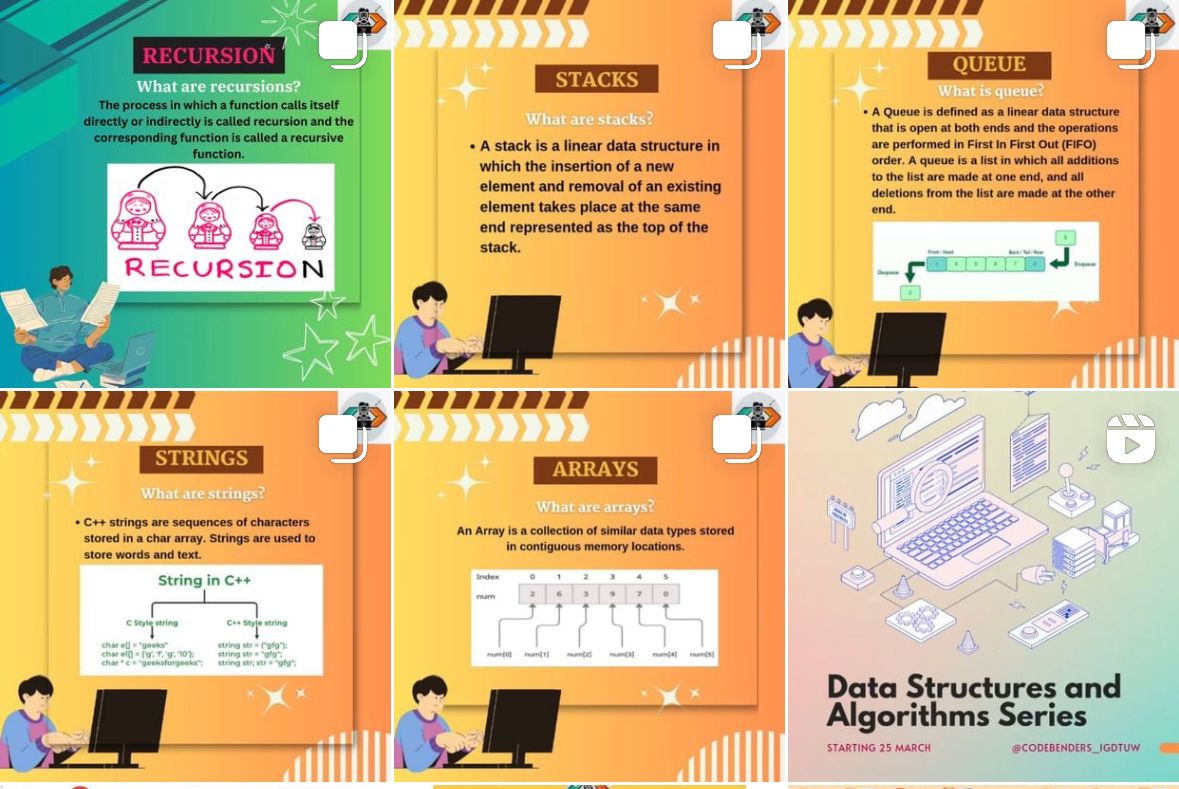 RECURSION
What are recursions?
The process in which a function calls itself
directly or indirectly is called recursion and the
corresponding function is called a recursive
function.
RECURSION
STACKS
What are stacks?
• A stack is a linear data structure in
which the insertion of a new
element and removal of an existing
element takes place at the same
end represented as the top of the
stack.
QUEUE
What is queue?
• A Queue is defined as a linear data structure
that is open at both ends and the operations
are performed in First In First Out (FIFO)
order. A queue is a list in which all additions
to the list are made at one end, and all
deletions from the list are made at the other
end.
Front / Head
Back / Tail / Rear
Dequeue
Enqueue
2
STRINGS
What are strings?
• C++ strings are sequences of characters
stored in a char array. Strings are used to
store words and text.
String in C++
C Style string
C++ Style string
char e[] = "geeks"
string str = ("gfg");
char e1[] = {'g', 'f', 'g', '\0'};
string str = "gfg";
char * c = "geeksforgeeks";
string str; str = "gfg";
ARRAYS
What are arrays?
An Array is a collection of similar data types stored
in contiguous memory locations.
Index 0 1 2 3 4 5
num 2 6 3 9 7 0
num[0] num[1] num[2] num[3] num[4] num[5]
Data Structures and
Algorithms Series
STARTING 25 MARCH
@CODEBENDERS_IGDTUW